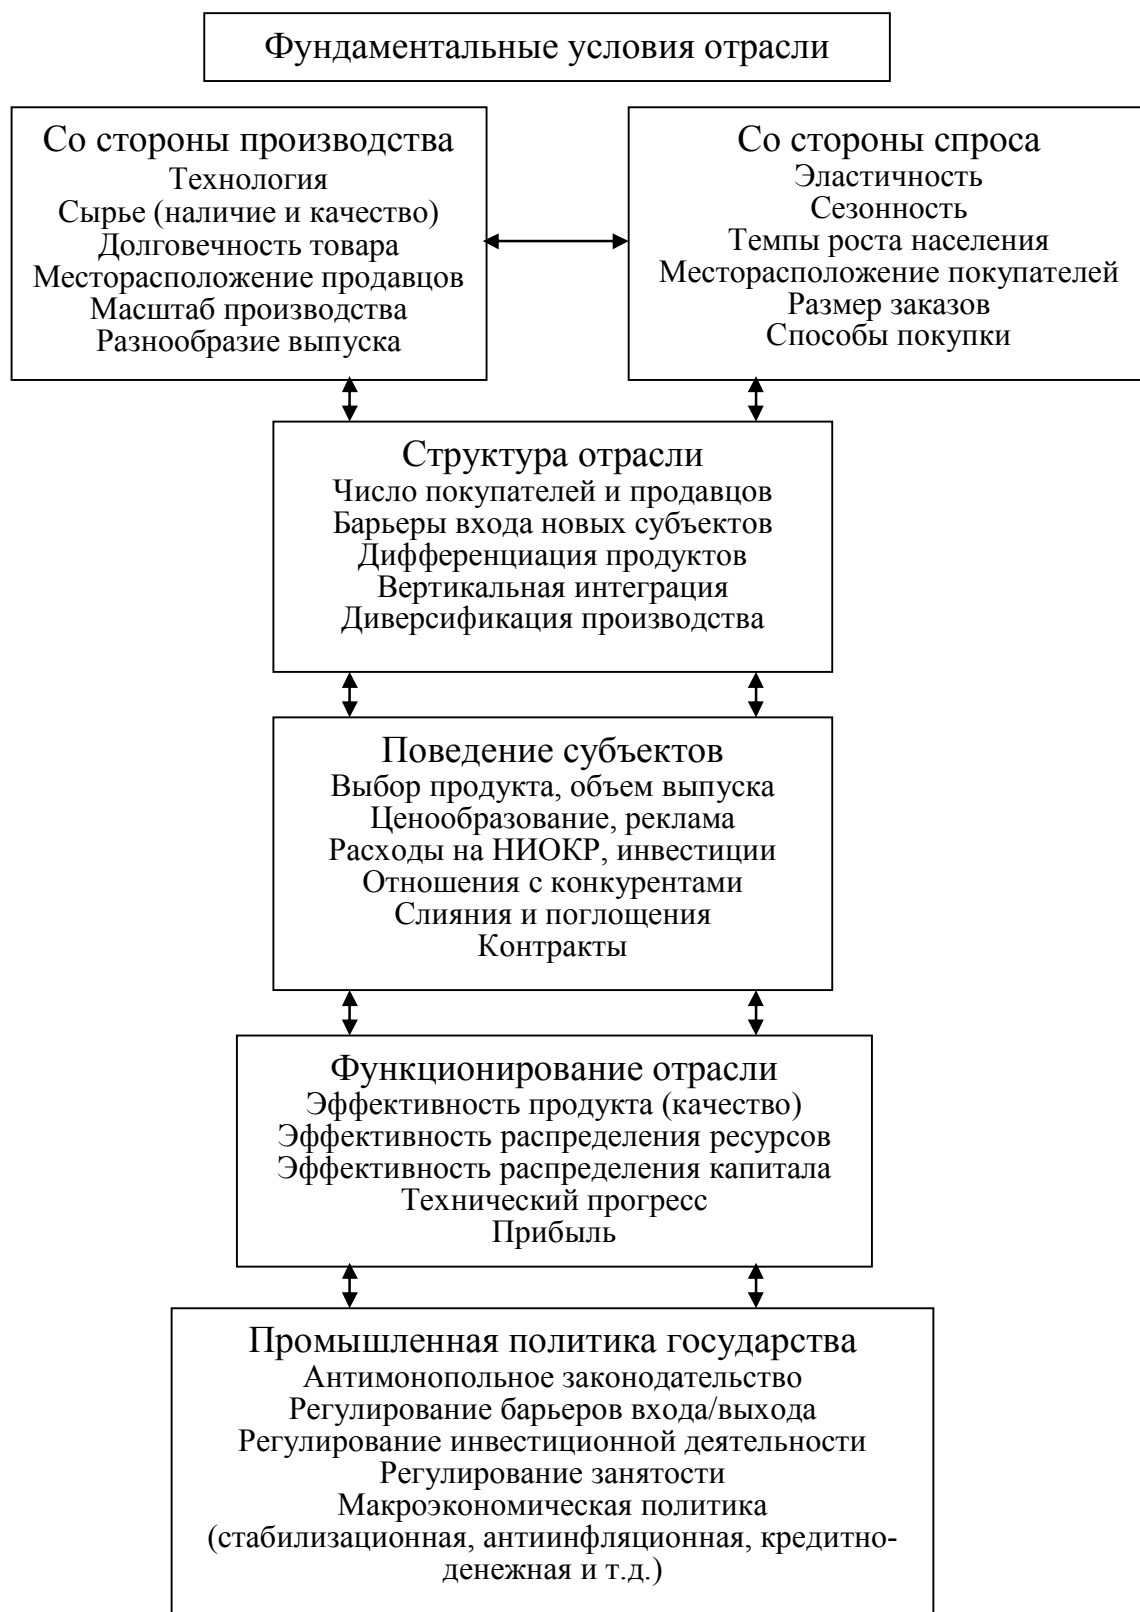 Фундаментальные условия отрасли
Со стороны производства
Технология
Сырье (наличие и качество)
Долговечность товара
Месторасположение продавцов
Масштаб производства
Разнообразие выпуска
Со стороны спроса
Эластичность
Сезонность
Темпы роста населения
Месторасположение покупателей
Размер заказов
Способы покупки
Структура отрасли
Число покупателей и продавцов
Барьеры входа новых субъектов
Дифференциация продуктов
Вертикальная интеграция
Диверсификация производства
Поведение субъектов
Выбор продукта, объем выпуска
Ценообразование, реклама
Расходы на НИОКР, инвестиции
Отношения с конкурентами
Слияния и поглощения
Контракты
Функционирование отрасли
Эффективность продукта (качество)
Эффективность распределения ресурсов
Эффективность распределения капитала
Технический прогресс
Прибыль
Промышленная политика государства
Антимонопольное законодательство
Регулирование барьеров входа/выхода
Регулирование инвестиционной деятельности
Регулирование занятости
Макроэкономическая политика
(стабилизационная, антиинфляционная, кредитно-
денежная и т.д.)